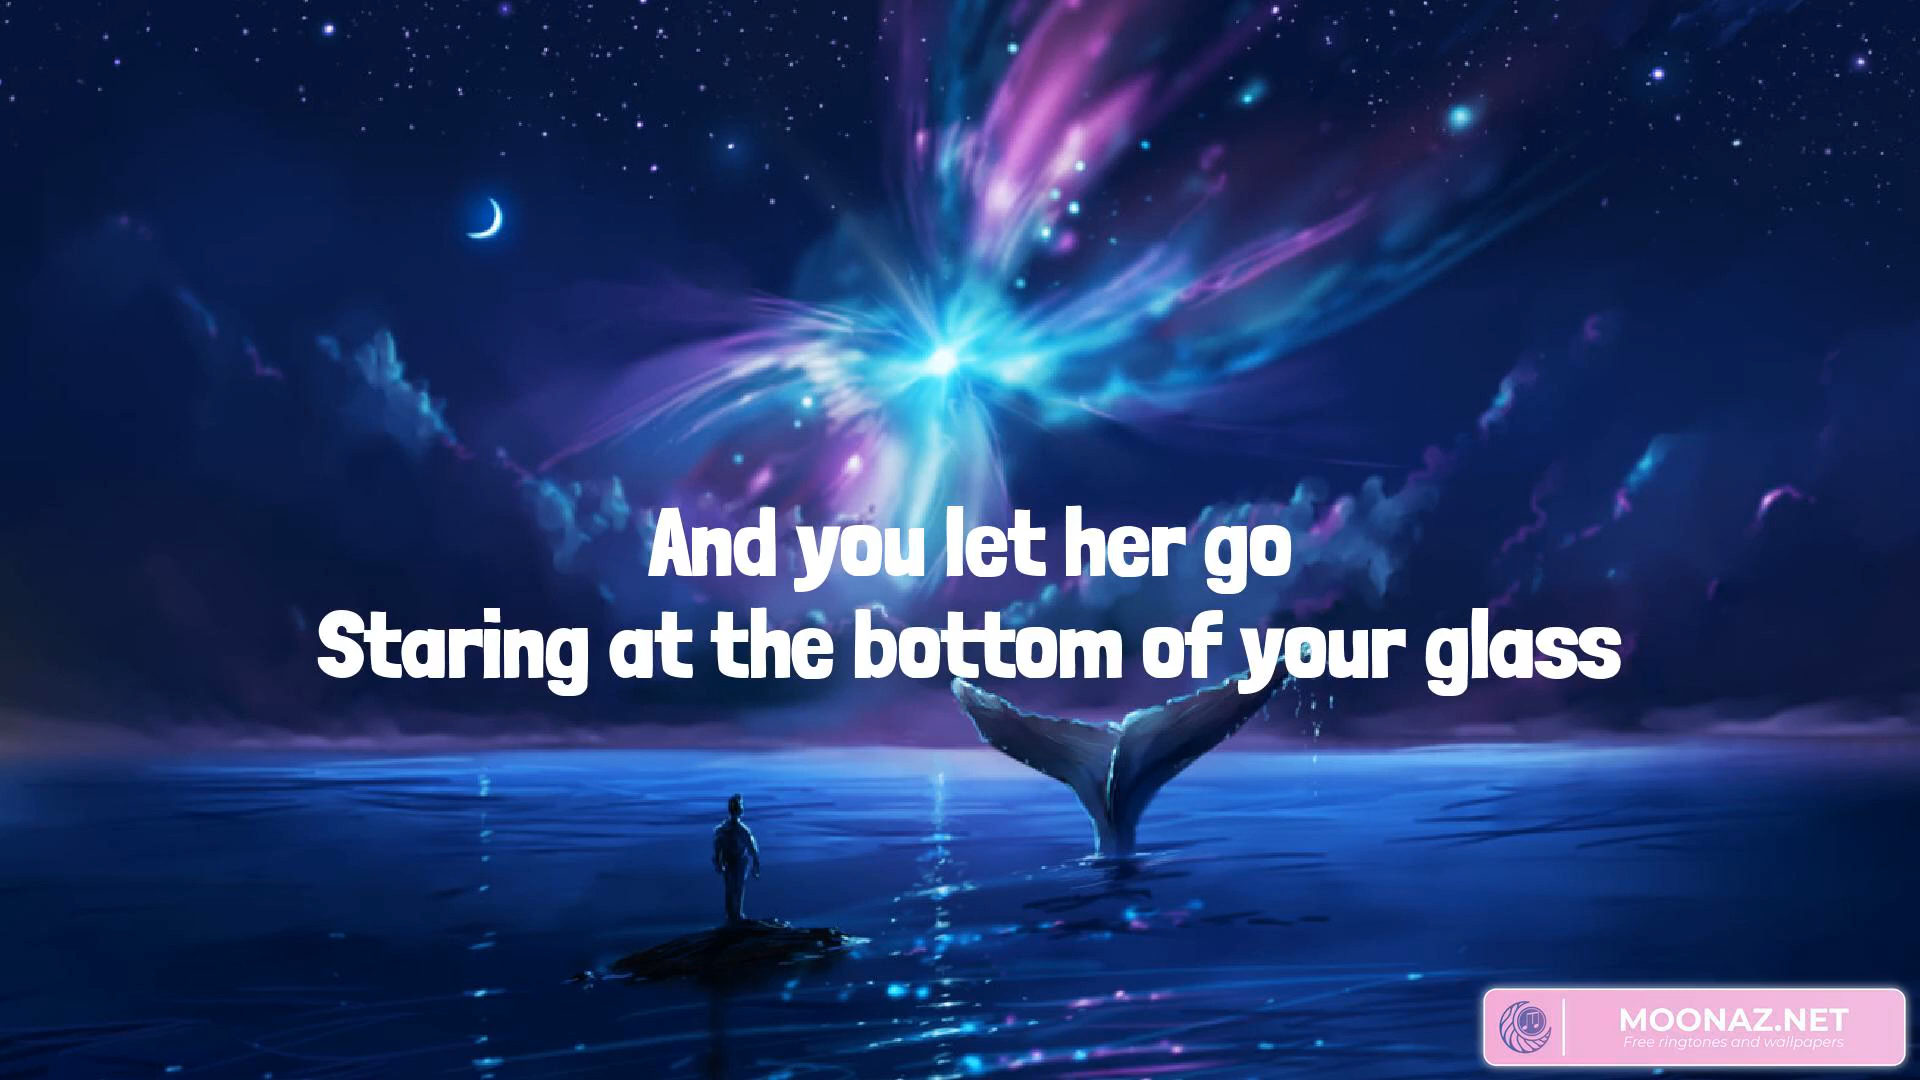 And you let her go
Staring at the bottom of your glass
MOONAZ.NET
Free ringtones and wallpapers